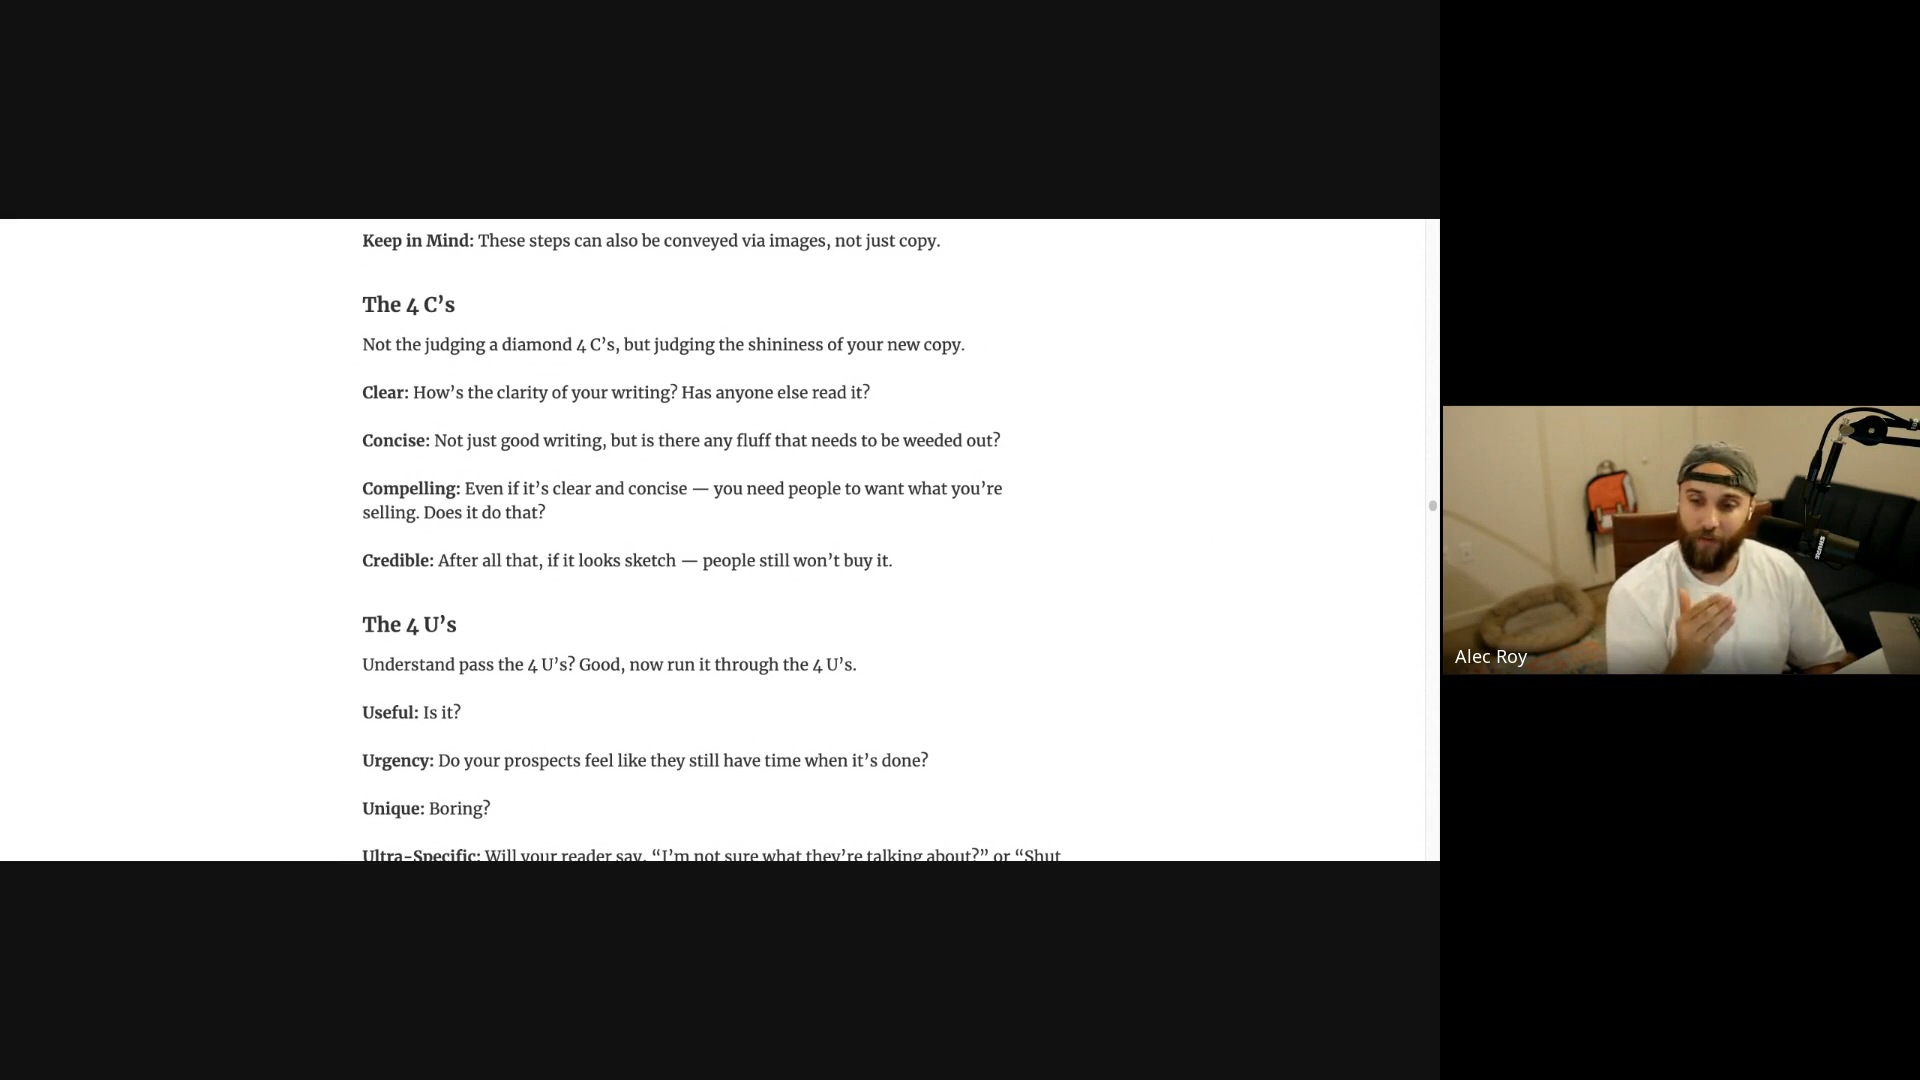 Keep in Mind: These steps can also be conveyed via images, not just copy.
The 4 C’s
Not the judging a diamond 4 C’s, but judging the shininess of your new copy.
Clear: How’s the clarity of your writing? Has anyone else read it?
Concise: Not just good writing, but is there any fluff that needs to be weeded out?
Compelling: Even if it’s clear and concise — you need people to want what you’re
selling. Does it do that?
Credible: After all that, if it looks sketch — people still won’t buy it.
The 4 U’s
Understand pass the 4 U’s? Good, now run it through the 4 U’s.
Useful: Is it?
Urgency: Do your prospects feel like they still have time when it’s done?
Unique: Boring?
Ultra-Specific: Will your reader say, “I’m not sure what they’re talking about?” or “Shut
SHURE
Alec Roy